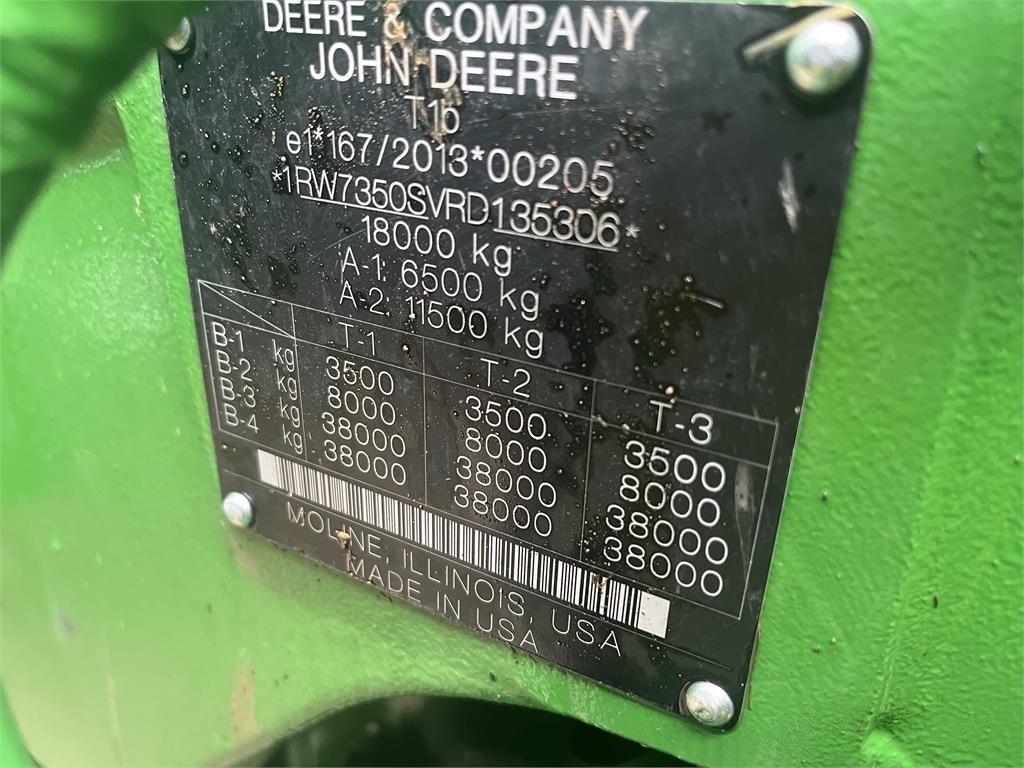 DEERE & COMPANY
JOHN DEERE
T1b
e1*167/2013*00205
*1RW7350SVRD135306*
18000 kg
A-1: 6500 kg
A-2: 11500 kg
T-1 T-2 T-3
B-1 kg 3500 3500 3500
B-2 kg 8000 8000 8000
B-3 kg 38000 38000 38000
B-4 kg 38000 38000 38000
MOLINE, ILLINOIS, USA
MADE IN USA